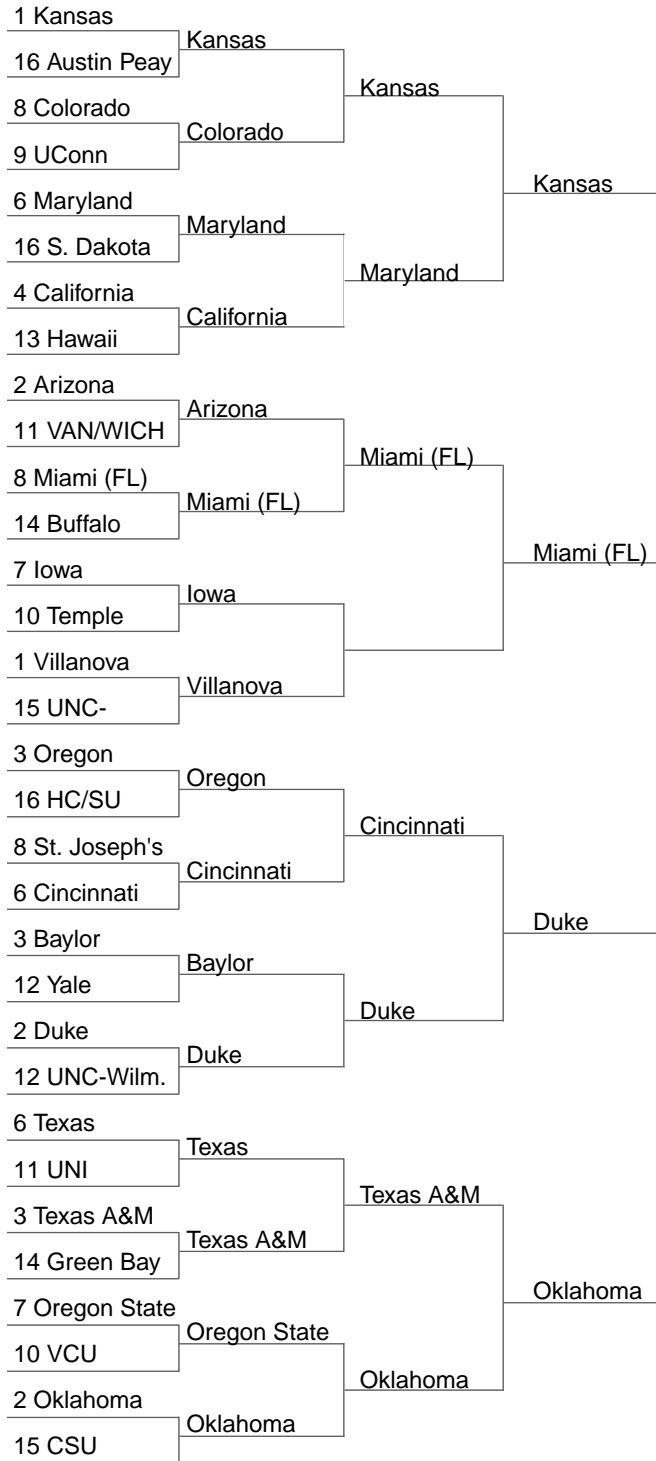 1 Kansas
16 Austin Peay
8 Colorado
9 UConn
6 Maryland
16 S. Dakota
4 California
13 Hawaii
2 Arizona
11 VAN/WICH
8 Miami (FL)
14 Buffalo
7 Iowa
10 Temple
1 Villanova
15 UNC-
3 Oregon
16 HC/SU
8 St. Joseph's
6 Cincinnati
3 Baylor
12 Yale
2 Duke
12 UNC-Wilm.
6 Texas
11 UNI
3 Texas A&M
14 Green Bay
7 Oregon State
10 VCU
2 Oklahoma
15 CSU
Kansas
Colorado
Maryland
California
Arizona
Miami (FL)
Iowa
Villanova
Oregon
Cincinnati
Baylor
Duke
Texas
Texas A&M
Oregon State
Oklahoma
Kansas
Maryland
Miami (FL)
Cincinnati
Duke
Texas A&M
Oklahoma
Kansas
Miami (FL)
Duke
Oklahoma